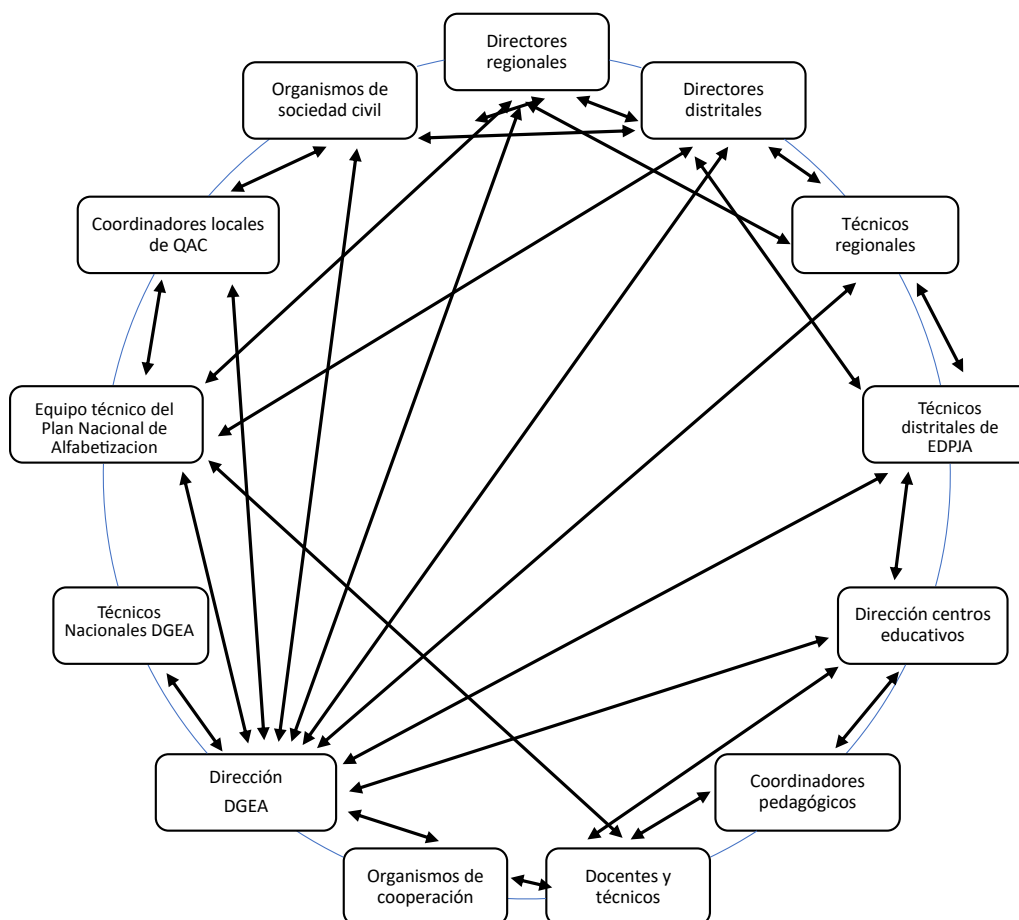 Directores
regionales
Organismos de
sociedad civil
Directores
distritales
Coordinadores locales
de QAC
Técnicos
regionales
Equipo técnico del
Plan Nacional de
Alfabetizacion
Técnicos
distritales de
EDPJA
Técnicos
Nacionales DGEA
Dirección centros
educativos
Dirección
DGEA
Coordinadores
pedagógicos
Organismos de
cooperación
Docentes y
técnicos